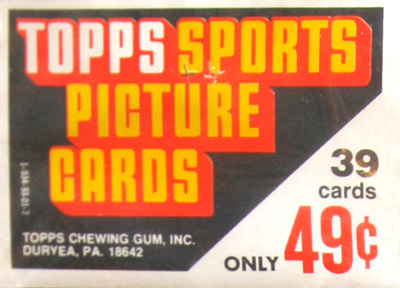 TOPPS SPORTS
PICTURE
CARDS
39
cards
ONLY 49¢
TOPPS CHEWING GUM, INC.
DURYEA, PA. 18642